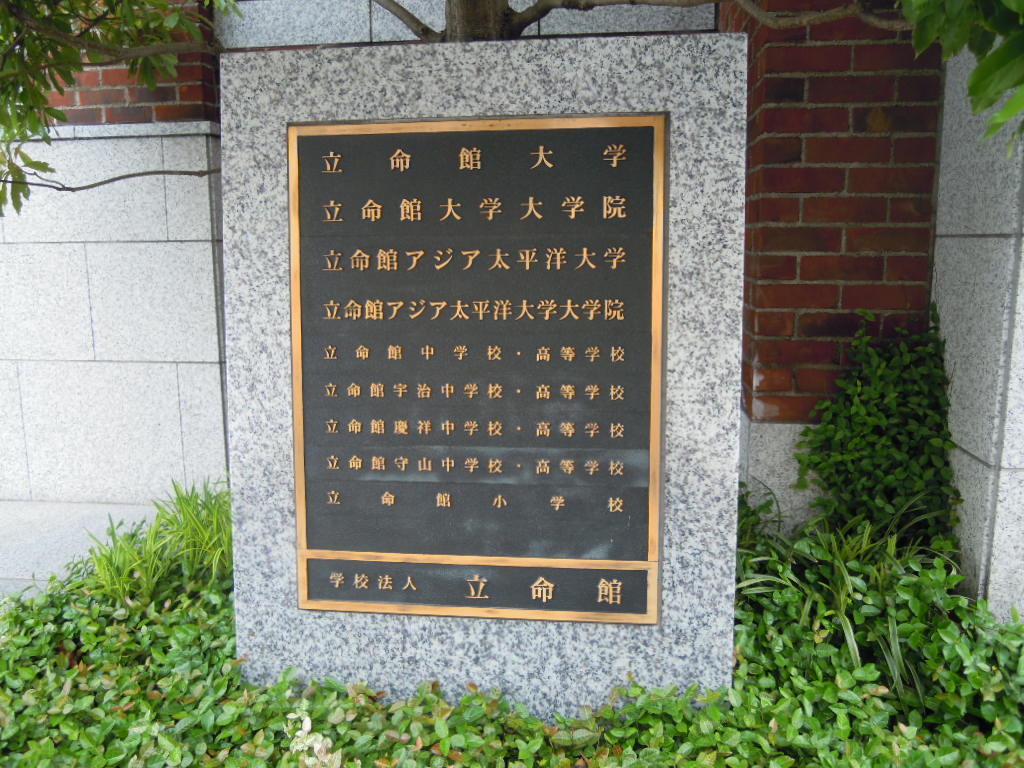 立命館大学
立命館大学大学院
立命館アジア太平洋大学
立命館アジア太平洋大学大学院
立命館中学校・高等学校
立命館宇治中学校・高等学校
立命館慶祥中学校・高等学校
立命館守山中学校・高等学校
立命館小学校
学校法人 立命館